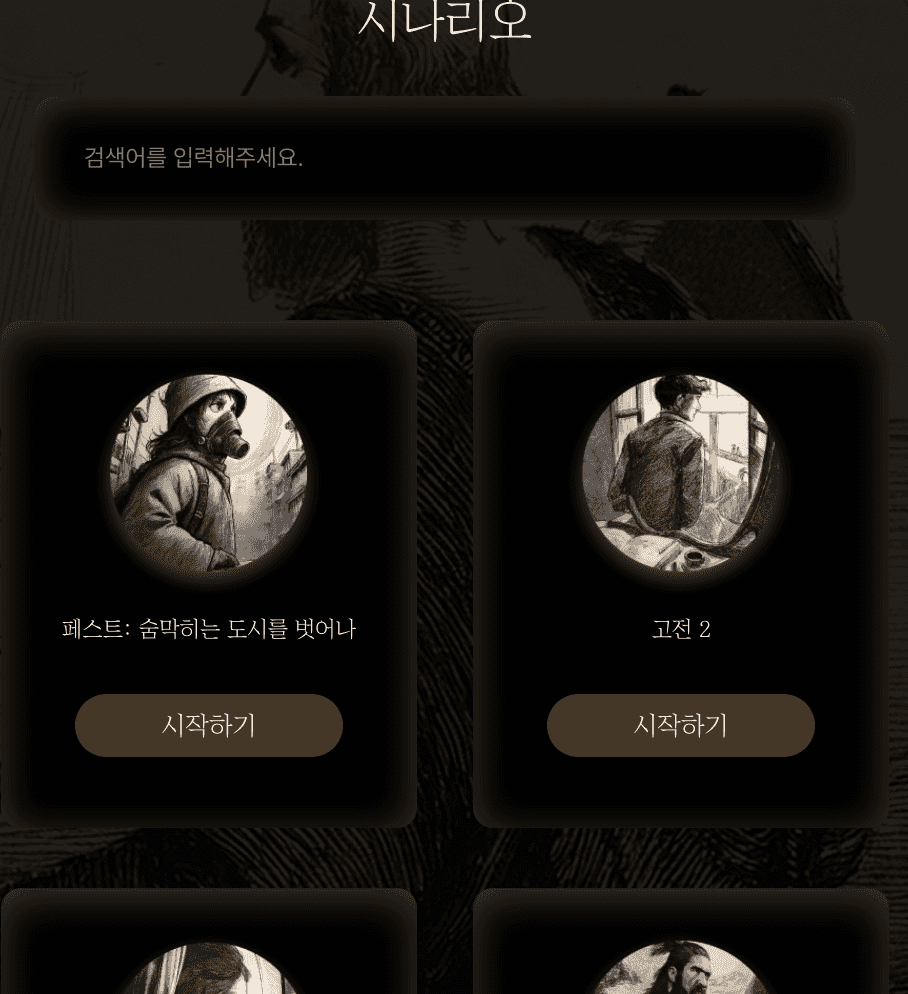 시나리오
검색어를 입력해주세요.
페스트: 숨막히는 도시를 벗어나
고전 2
시작하기
시작하기